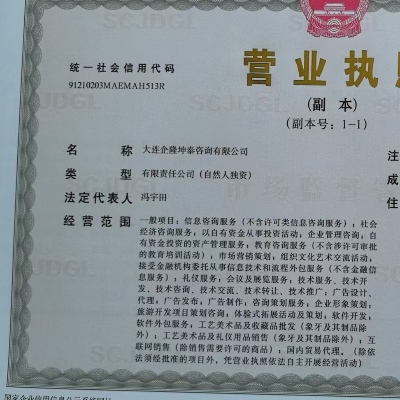 统一社会信用代码
91210203MAEMAH513R
营业执照
(副 本)
(副本号：1-1)
名 称 大连企隆坤泰咨询有限公司 注
类 型 有限责任公司（自然人独资） 成
法定代表人 冯宇田 住
经营范围 一般项目：信息咨询服务（不含许可类信息咨询服务）；社会
经济咨询服务；以自有资金从事投资活动；企业管理咨询；自
有资金投资的资产管理服务；教育咨询服务（不含涉许可审批
的教育培训活动）；市场营销策划；组织文化艺术交流活动；
接受金融机构委托从事信息技术和流程外包服务（不含金融信
息服务）；礼仪服务；会议及展览服务；技术服务、技术开
发、技术咨询、技术交流、技术转让、技术推广；广告设计、
代理；广告发布；广告制作；咨询策划服务；企业形象策划；
旅游开发项目策划咨询；体验式拓展活动及策划；软件开发；
软件外包服务；工艺美术品及收藏品批发（象牙及其制品除
外）；工艺美术品及礼仪用品销售（象牙及其制品除外）；互
联网销售（除销售需要许可的商品）；国内贸易代理。（除依
法须经批准的项目外，凭营业执照依法自主开展经营活动）